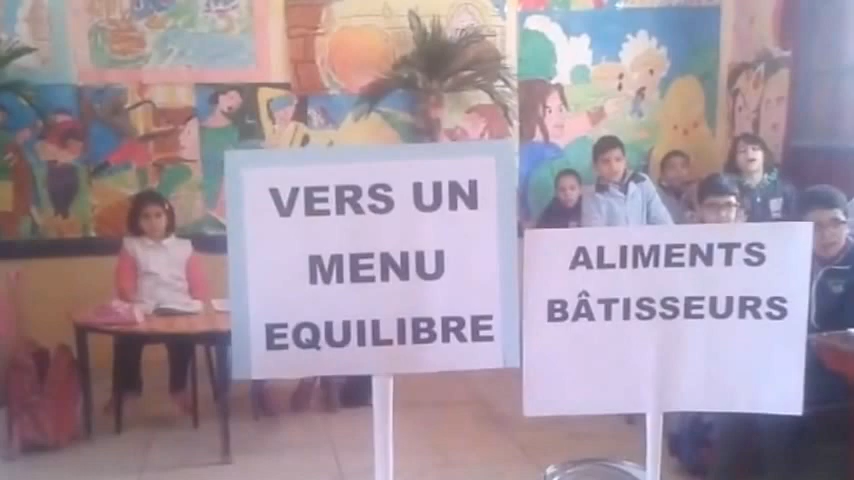 VERS UN
MENU
EQUILIBRE
ALIMENTS
BÂTISSEURS